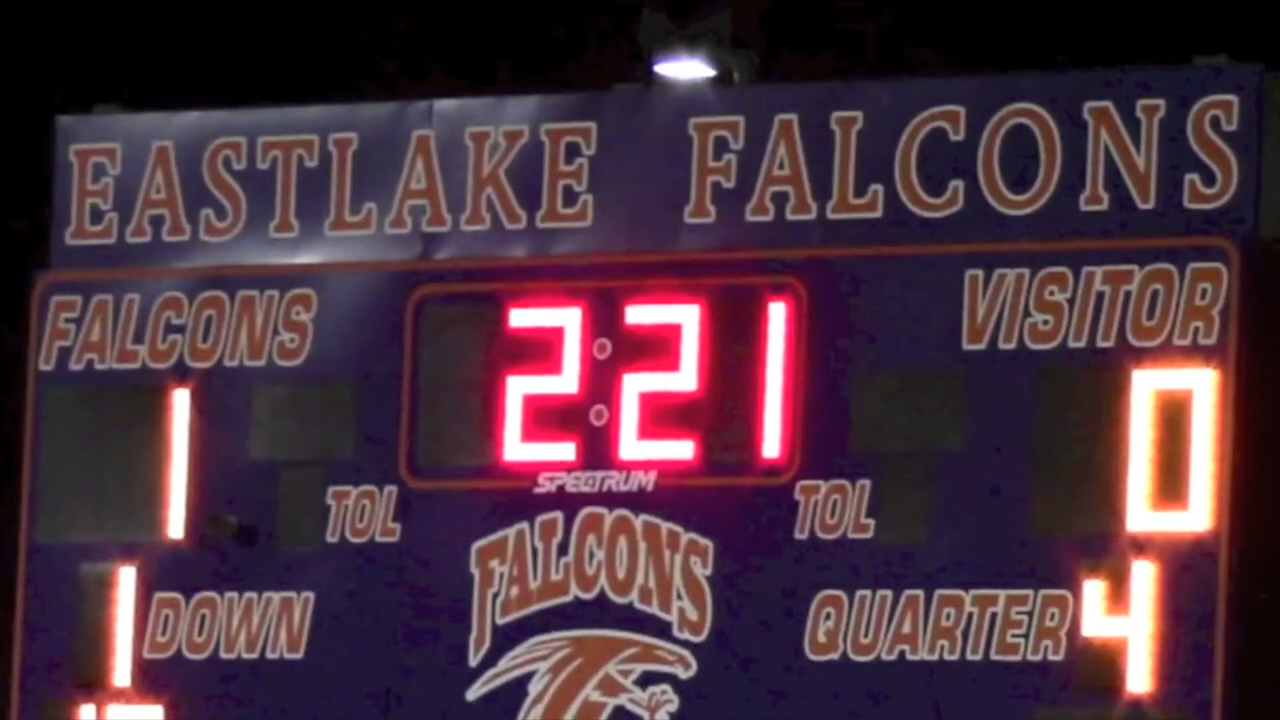 EASTLAKE FALCONS
FALCONS 2:21 VISITOR
1 0
SPECTRUM
TOL TOL
FALCONS
1 DOWN QUARTER 4